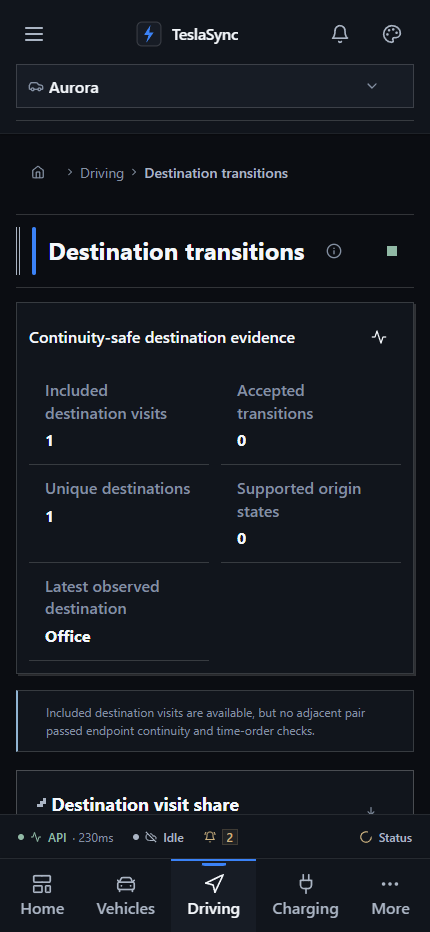 TeslaSync
Aurora
Driving
Destination transitions
Destination transitions
Continuity-safe destination evidence
Included
destination visits
1
Accepted
transitions
0
Unique destinations
1
Supported origin
states
0
Latest observed
destination
Office
Included destination visits are available, but no adjacent pair
passed endpoint continuity and time-order checks.
Destination visit share
API · 230ms
Idle
2
Status
Home
Vehicles
Driving
Charging
More